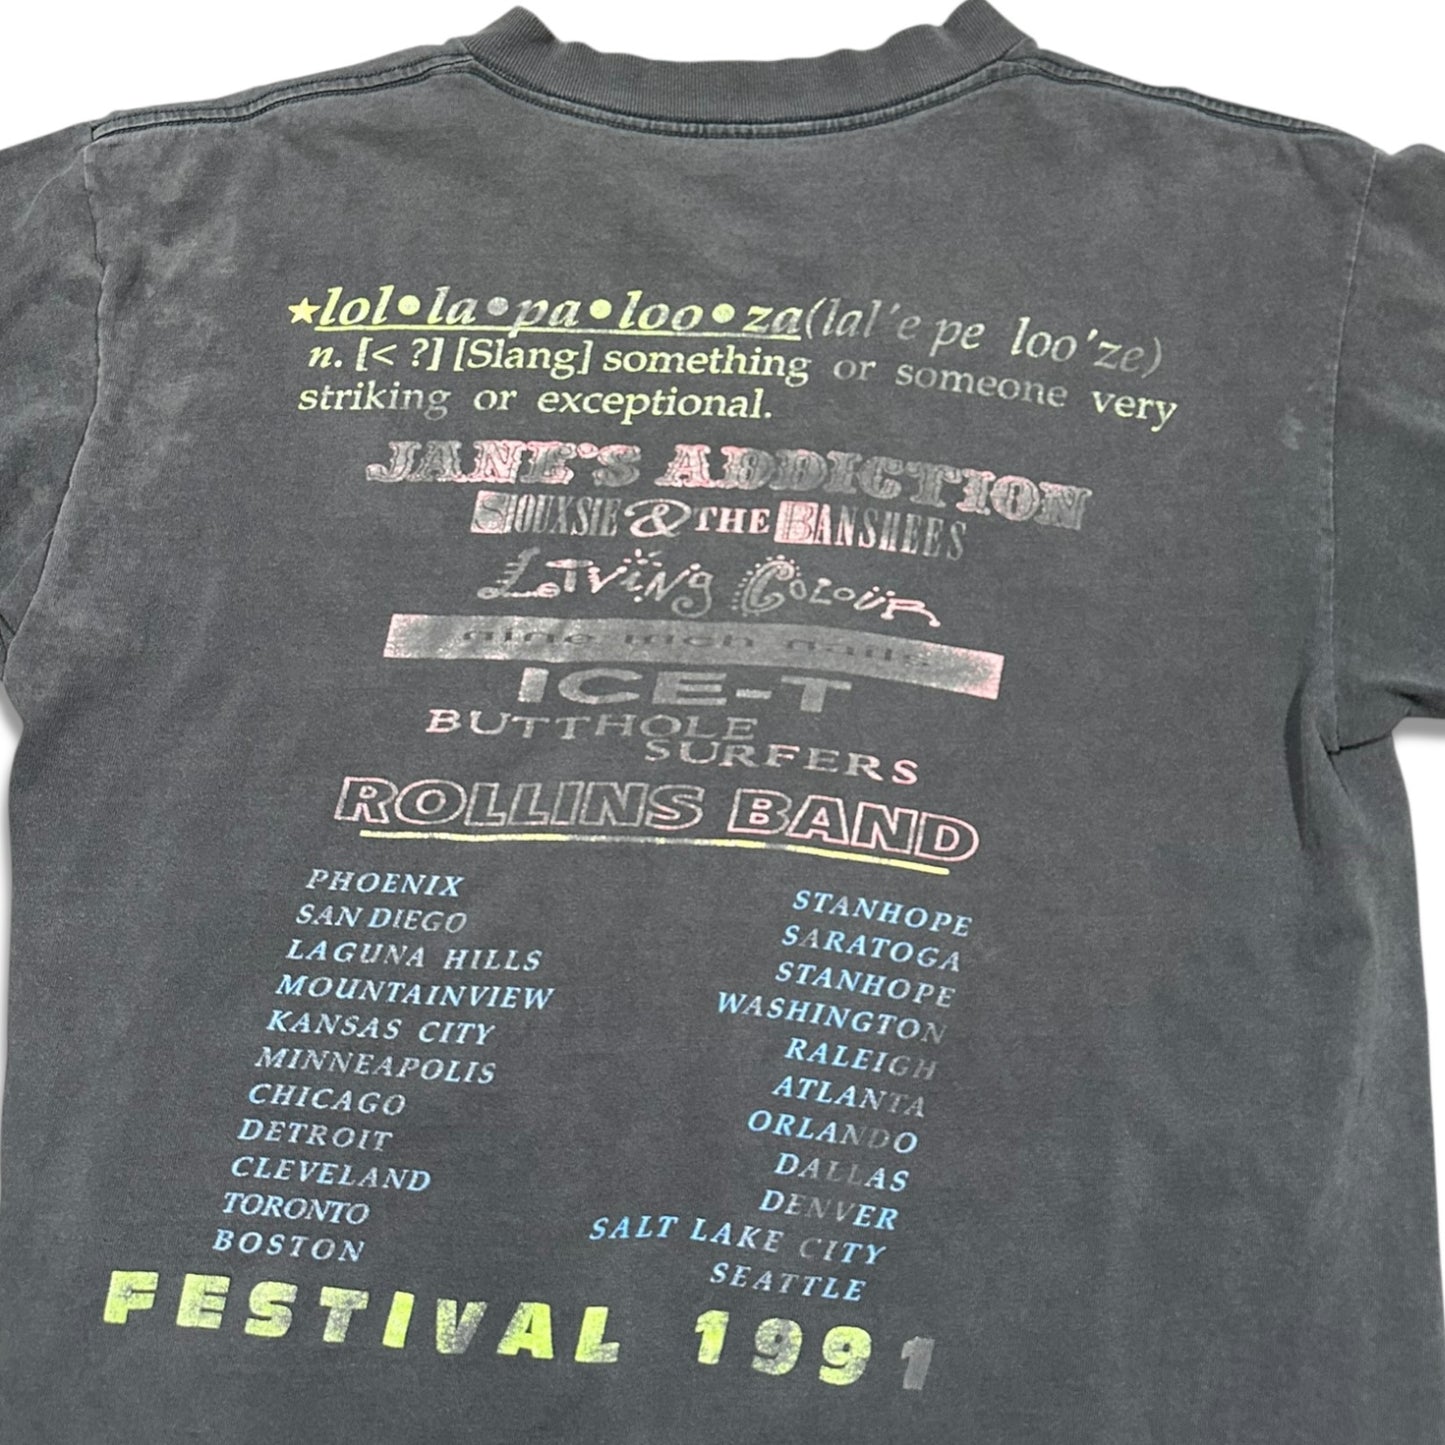 ★lol•la•pa•loo•za(lal'e pe loo'ze)
n. [< ?] [Slang] something or someone very
striking or exceptional.
JANE'S ADDICTION
SIOUXSIE & THE BANSHEES
LIVING COLOUR
nine inch nails
ICE-T
BUTTHOLE
SURFERS
ROLLINS BAND
PHOENIX
SAN DIEGO
LAGUNA HILLS
MOUNTAINVIEW
KANSAS CITY
MINNEAPOLIS
CHICAGO
DETROIT
CLEVELAND
TORONTO
BOSTON
STANHOPE
SARATOGA
STANHOPE
WASHINGTON
RALEIGH
ATLANTA
ORLANDO
DALLAS
DENVER
SALT LAKE CITY
SEATTLE
FESTIVAL 1991